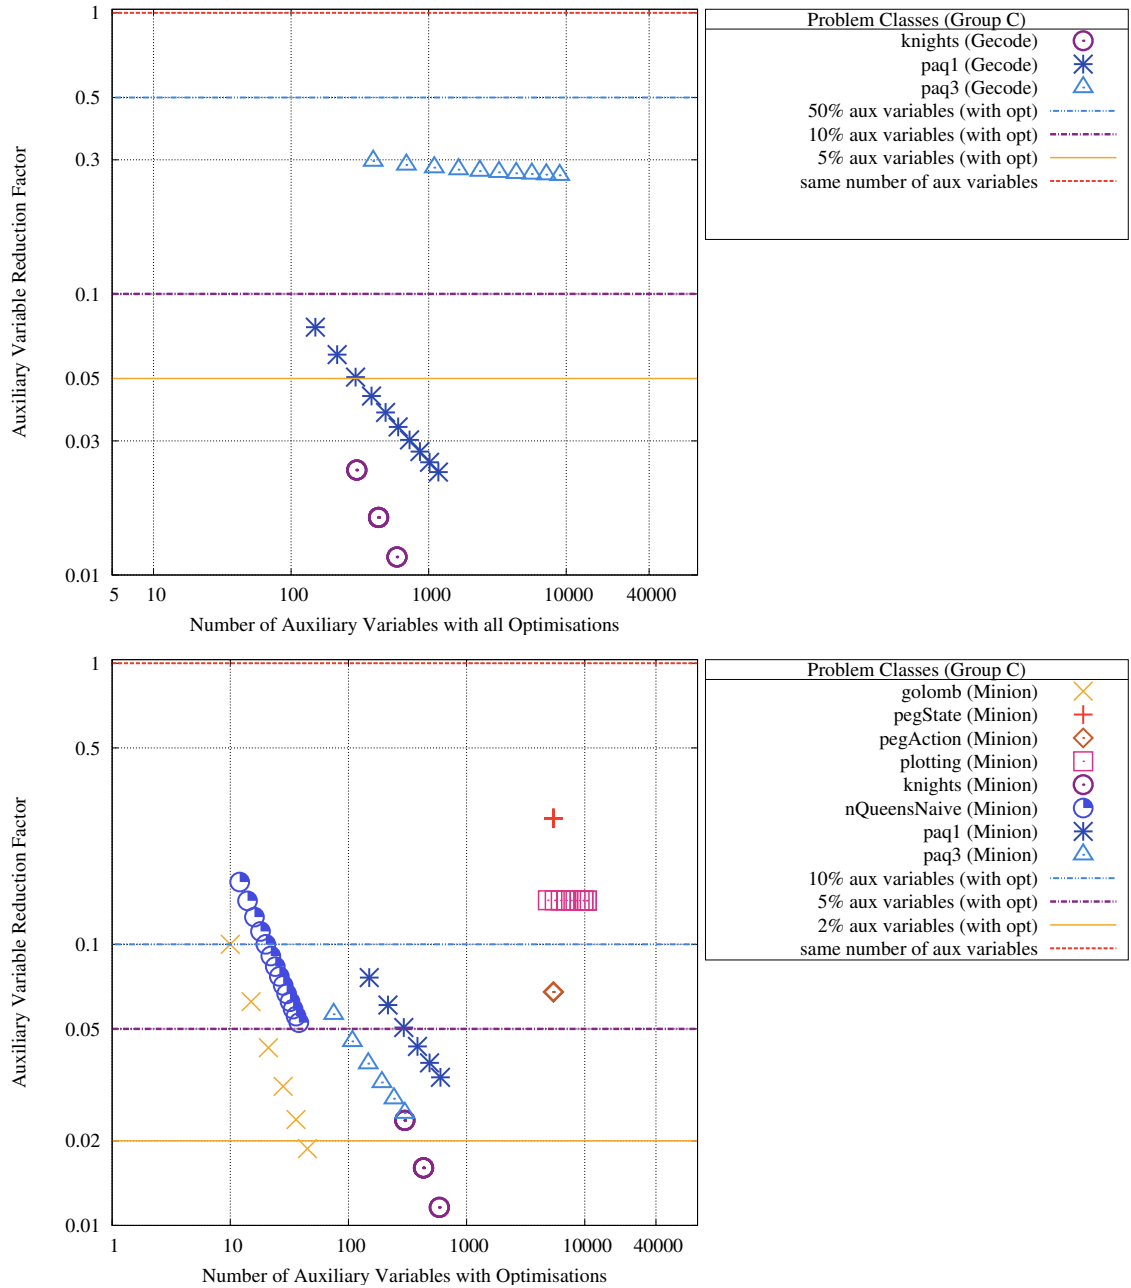 1
0.5
0.3
0.1
0.05
0.03
0.01
Auxiliary Variable Reduction Factor
5 10 100 1000 10000 40000
Number of Auxiliary Variables with all Optimisations
Problem Classes (Group C)
knights (Gecode)
paq1 (Gecode)
paq3 (Gecode)
50% aux variables (with opt)
10% aux variables (with opt)
5% aux variables (with opt)
same number of aux variables
1
0.5
0.1
0.05
0.02
0.01
Auxiliary Variable Reduction Factor
1 10 100 1000 10000 40000
Number of Auxiliary Variables with Optimisations
Problem Classes (Group C)
golomb (Minion)
pegState (Minion)
pegAction (Minion)
plotting (Minion)
knights (Minion)
nQueensNaive (Minion)
paq1 (Minion)
paq3 (Minion)
10% aux variables (with opt)
5% aux variables (with opt)
2% aux variables (with opt)
same number of aux variables